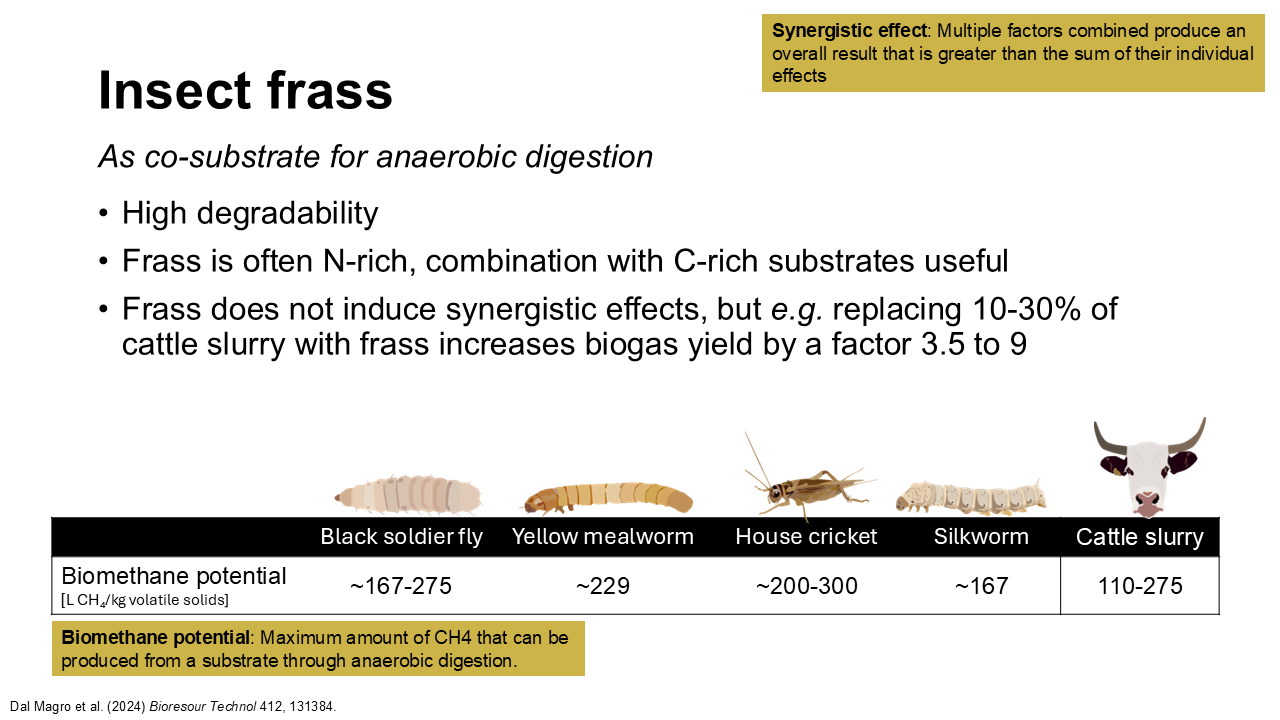 Synergistic effect: Multiple factors combined produce an
overall result that is greater than the sum of their individual
effects
Insect frass
As co-substrate for anaerobic digestion
• High degradability
• Frass is often N-rich, combination with C-rich substrates useful
• Frass does not induce synergistic effects, but e.g. replacing 10-30% of
cattle slurry with frass increases biogas yield by a factor 3.5 to 9
Black soldier fly Yellow mealworm House cricket Silkworm Cattle slurry
Biomethane potential ~167-275 ~229 ~200-300 ~167 110-275
[L CH₄/kg volatile solids]
Biomethane potential: Maximum amount of CH4 that can be
produced from a substrate through anaerobic digestion.
Dal Magro et al. (2024) Bioresour Technol 412, 131384.